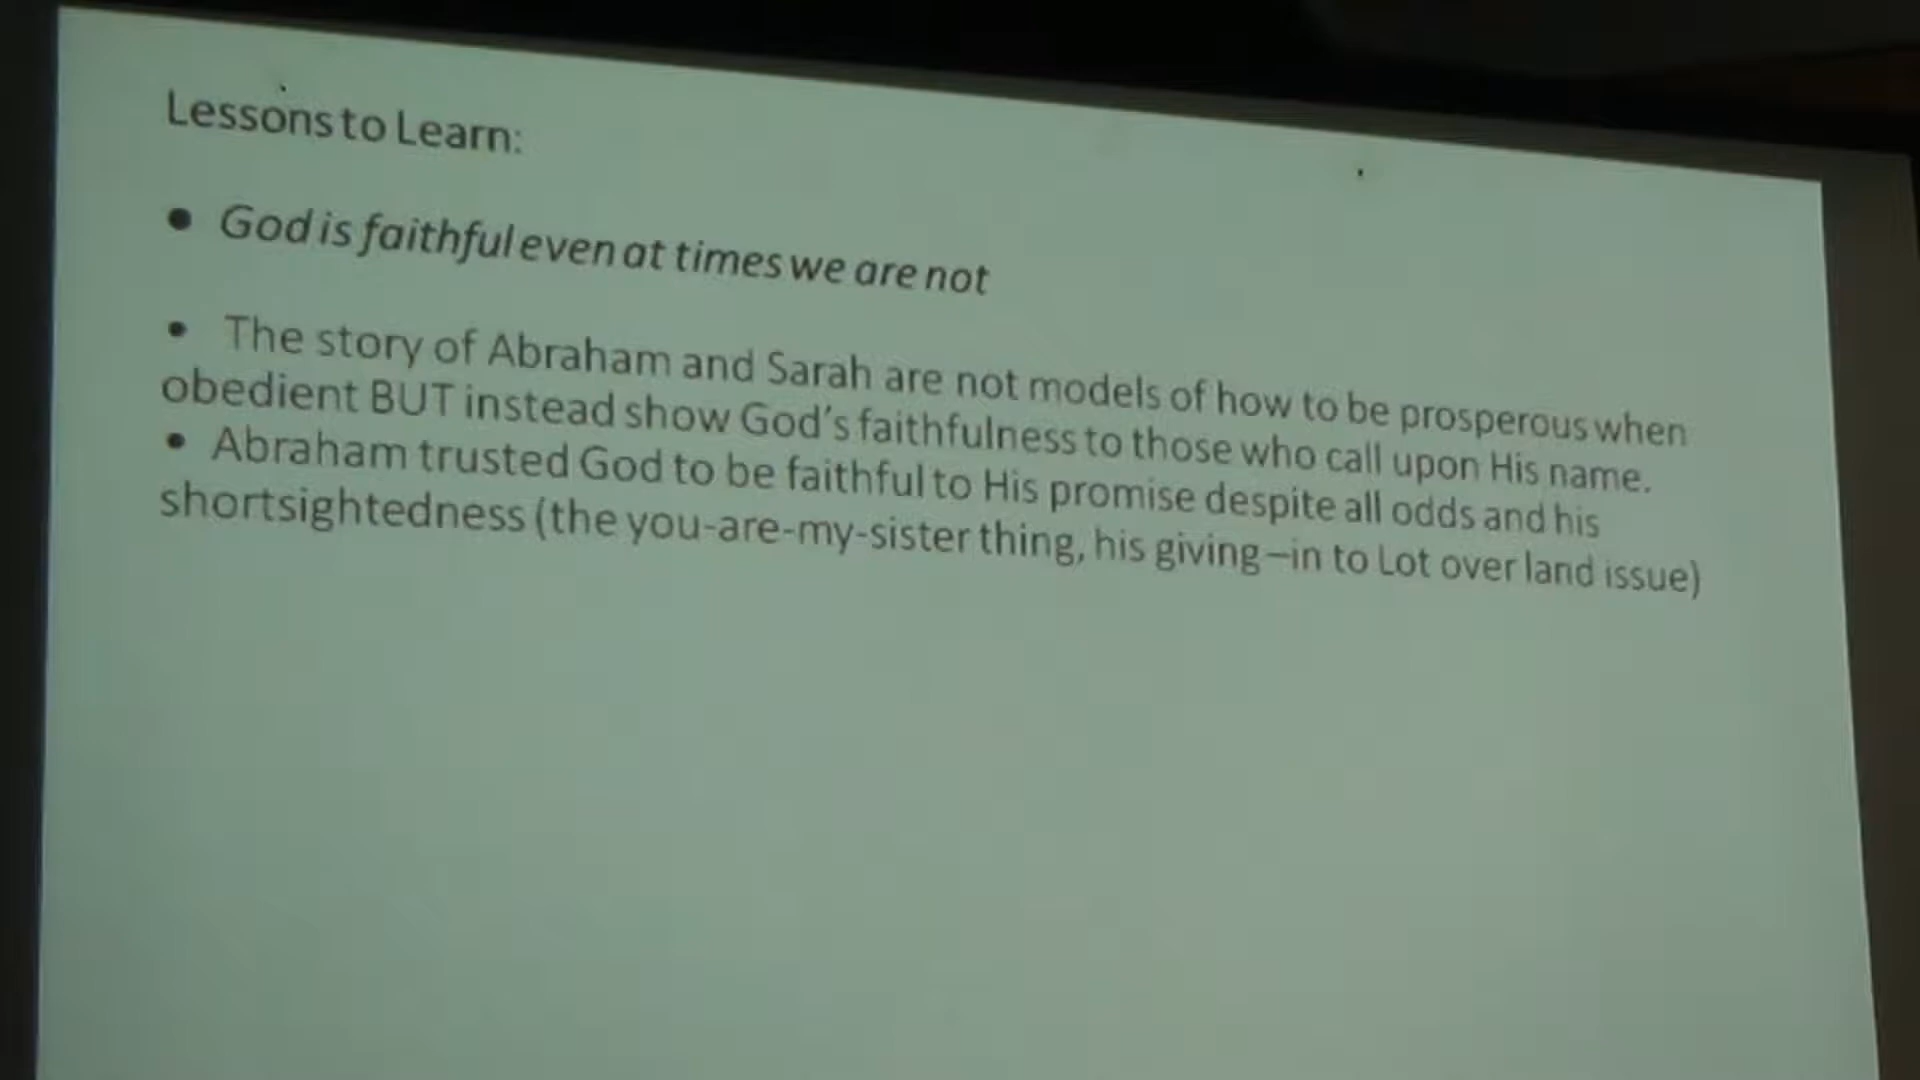 Lessons to Learn:
• God is faithful even at times we are not
• The story of Abraham and Sarah are not models of how to be prosperous when
obedient BUT instead show God's faithfulness to those who call upon His name.
• Abraham trusted God to be faithful to His promise despite all odds and his
shortsightedness (the you-are-my-sister thing, his giving–in to Lot over land issue)